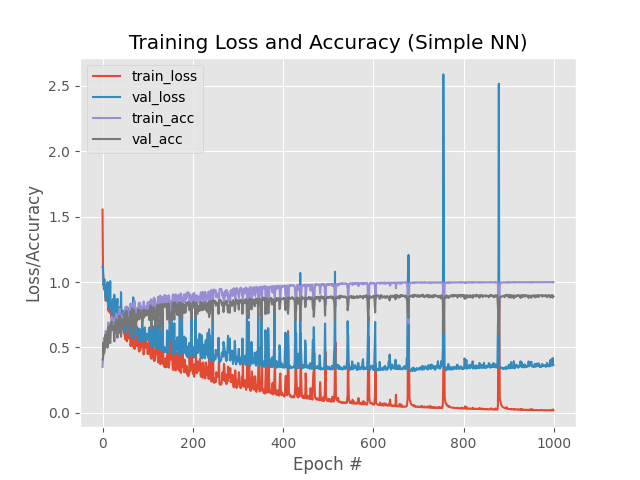 Training Loss and Accuracy (Simple NN)
train_loss
val_loss
train_acc
val_acc
2.5
2.0
1.5
1.0
0.5
0.0
Loss/Accuracy
0 200 400 600 800 1000
Epoch #